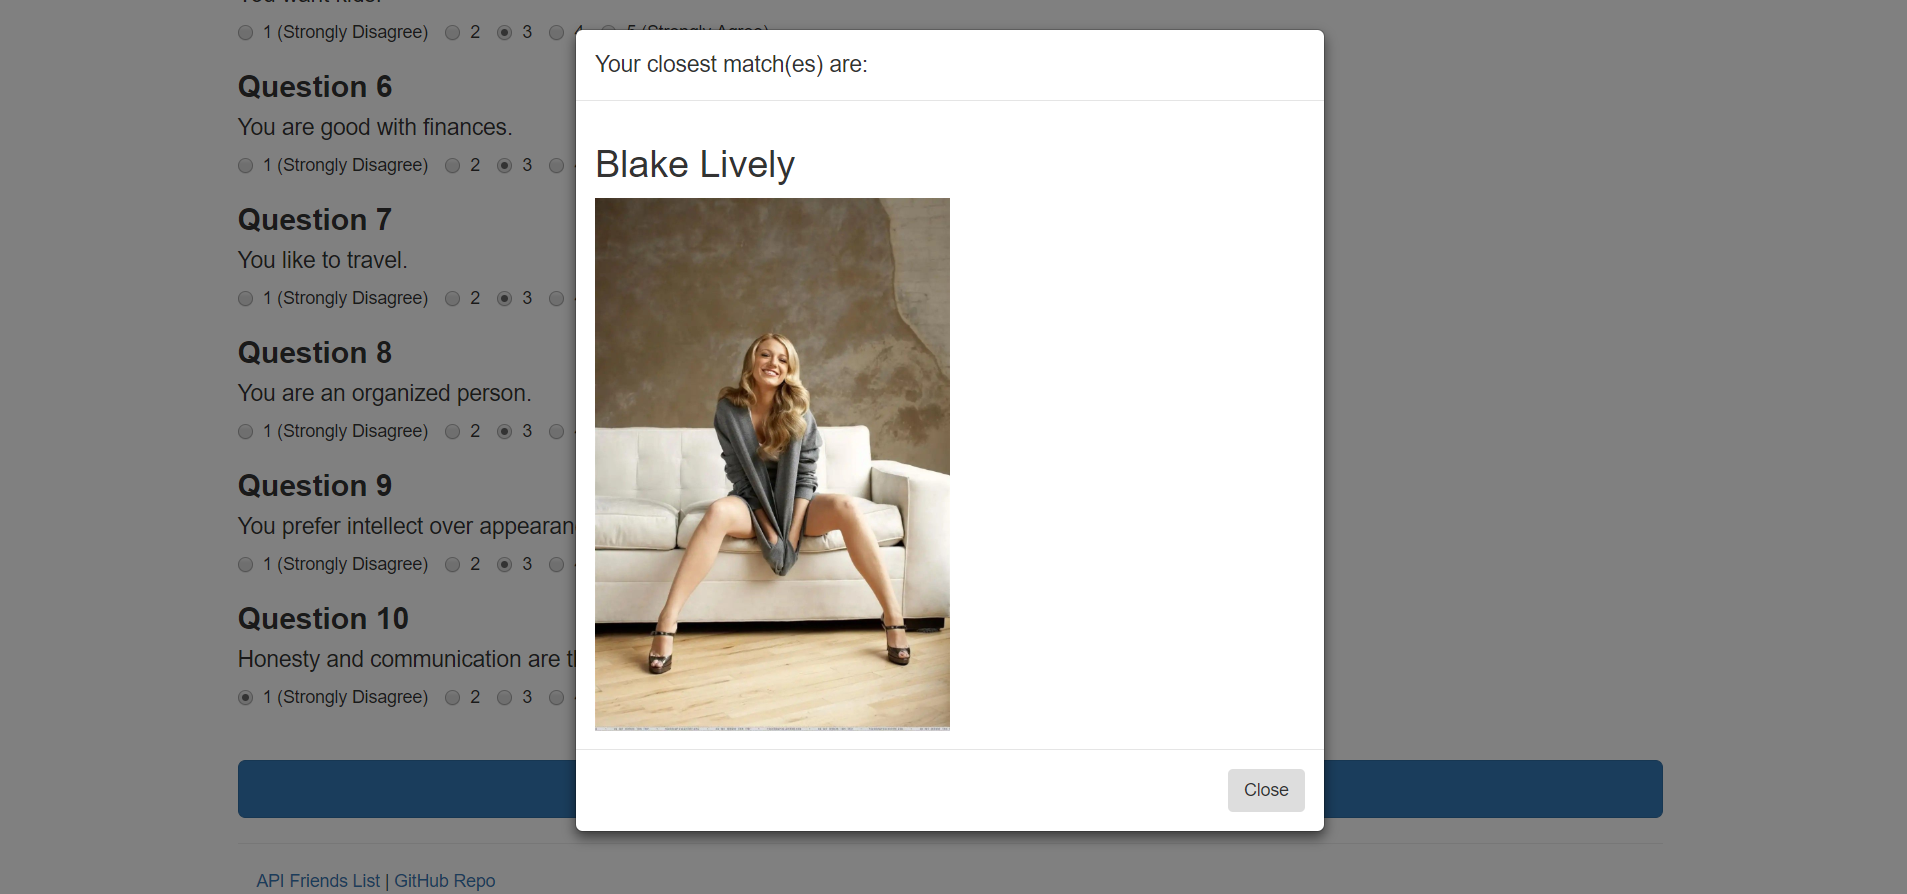 You want kids.
1 (Strongly Disagree) 2 3 4 5 (Strongly Agree)
Question 6
You are good with finances.
1 (Strongly Disagree) 2 3
Question 7
You like to travel.
1 (Strongly Disagree) 2 3
Question 8
You are an organized person.
1 (Strongly Disagree) 2 3
Question 9
You prefer intellect over
1 (Strongly Disagree) 2 3
Question 10
Honesty and communication are
1 (Strongly Disagree) 2 3
Your closest match(es) are:
Blake Lively
Close
API Friends List | GitHub Repo